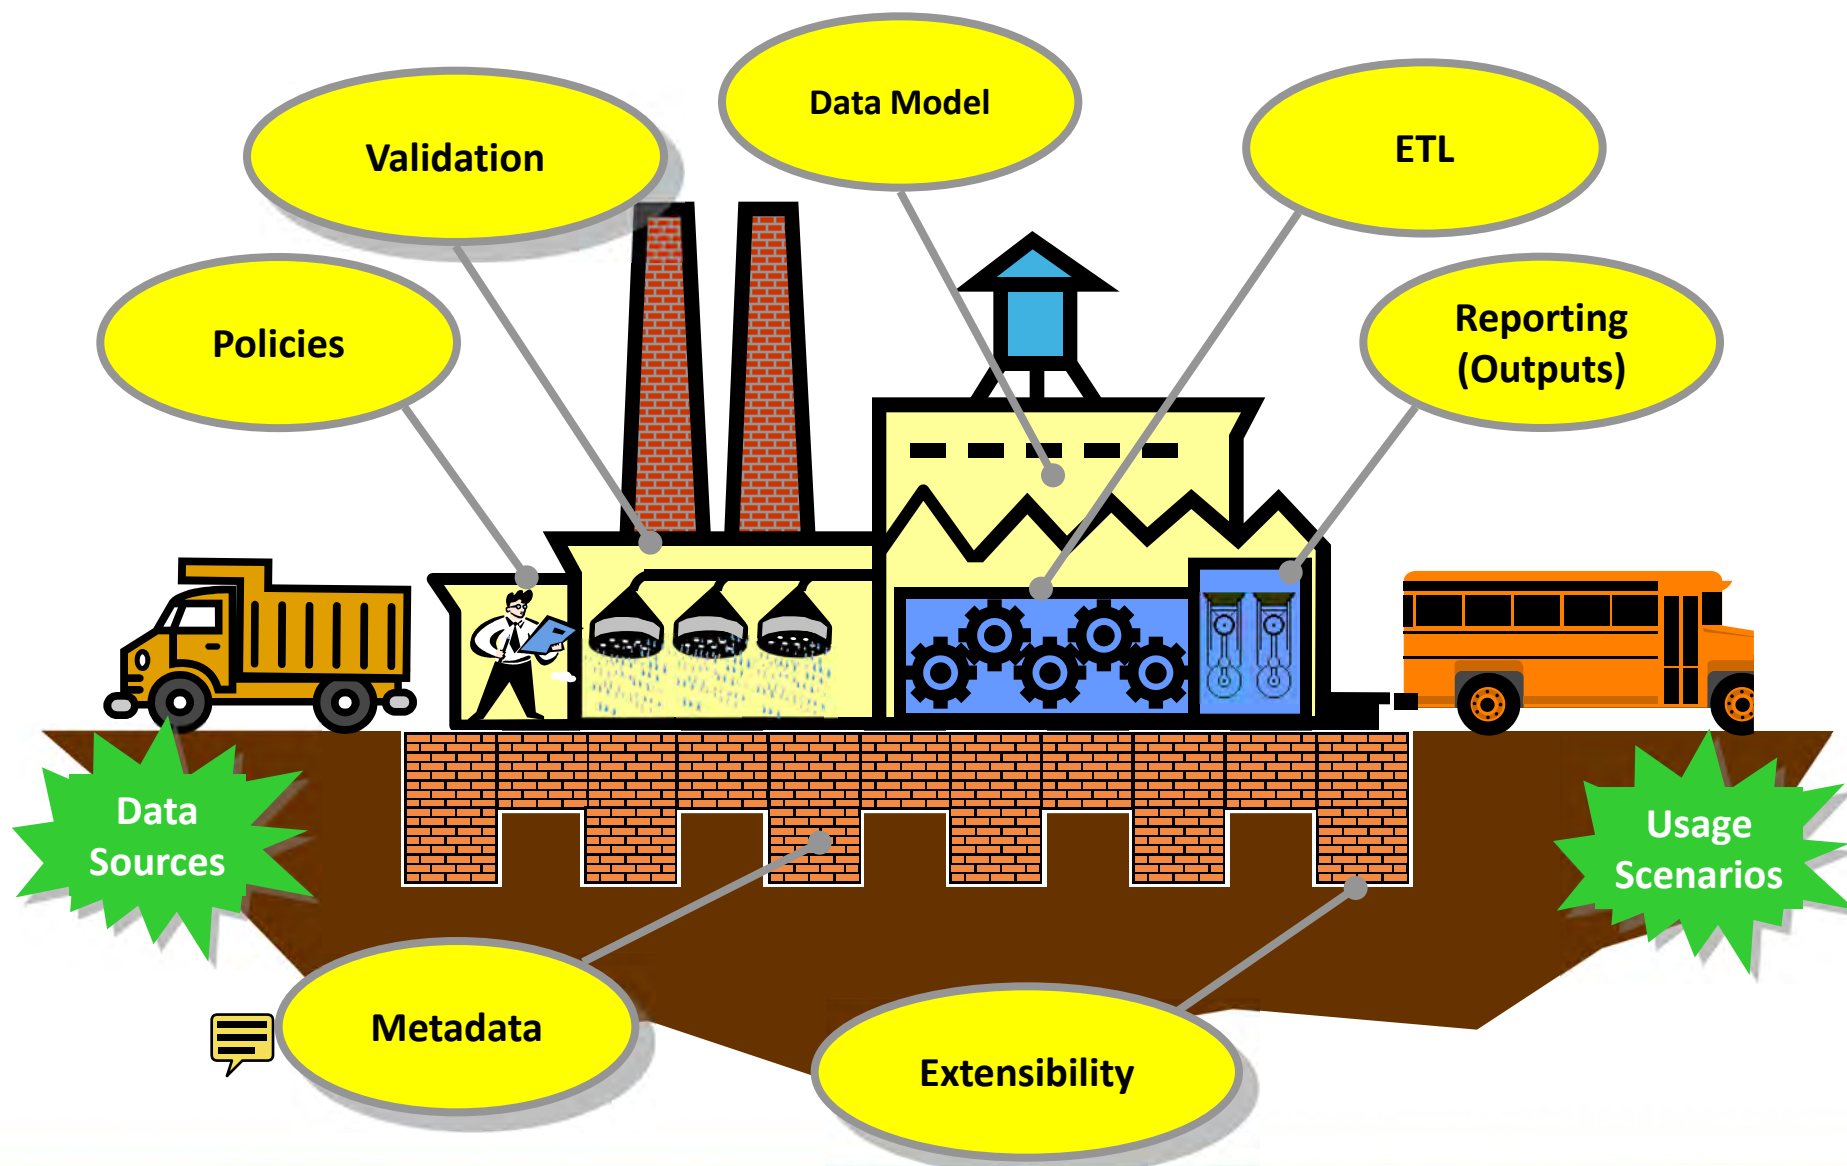 Data Model
Validation
ETL
Policies
Reporting
(Outputs)
Data
Sources
Usage
Scenarios
Metadata
Extensibility